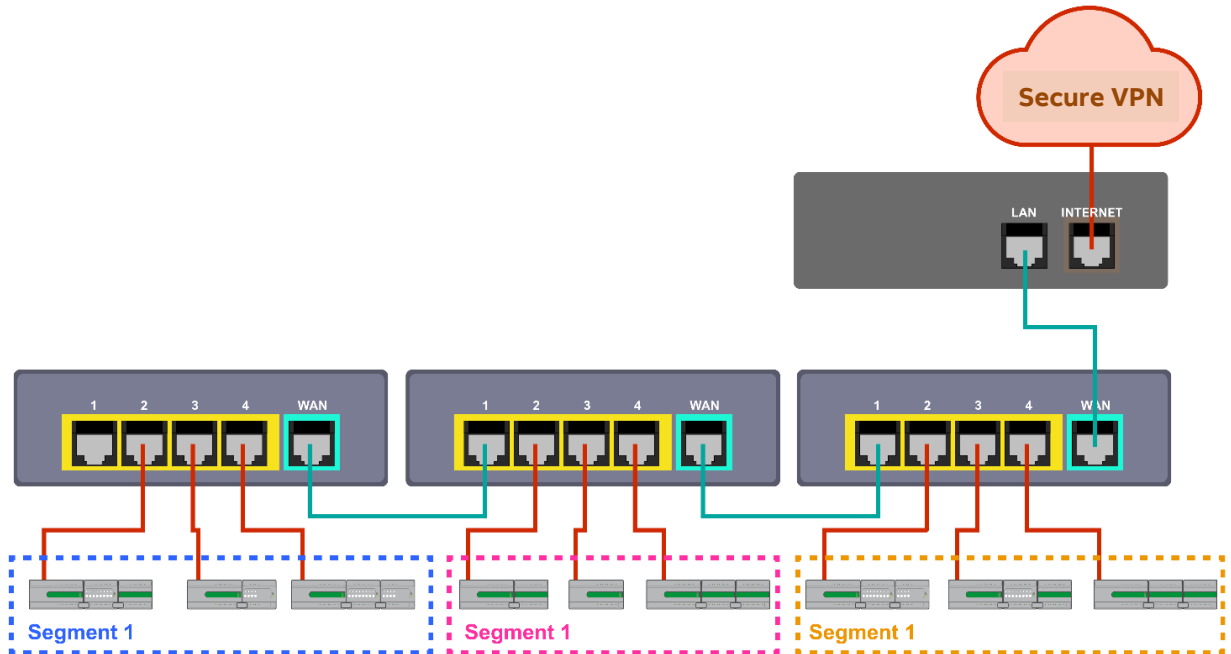 Secure VPN
LAN INTERNET
1 2 3 4 WAN
1 2 3 4 WAN
1 2 3 4 WAN
Segment 1
Segment 1
Segment 1